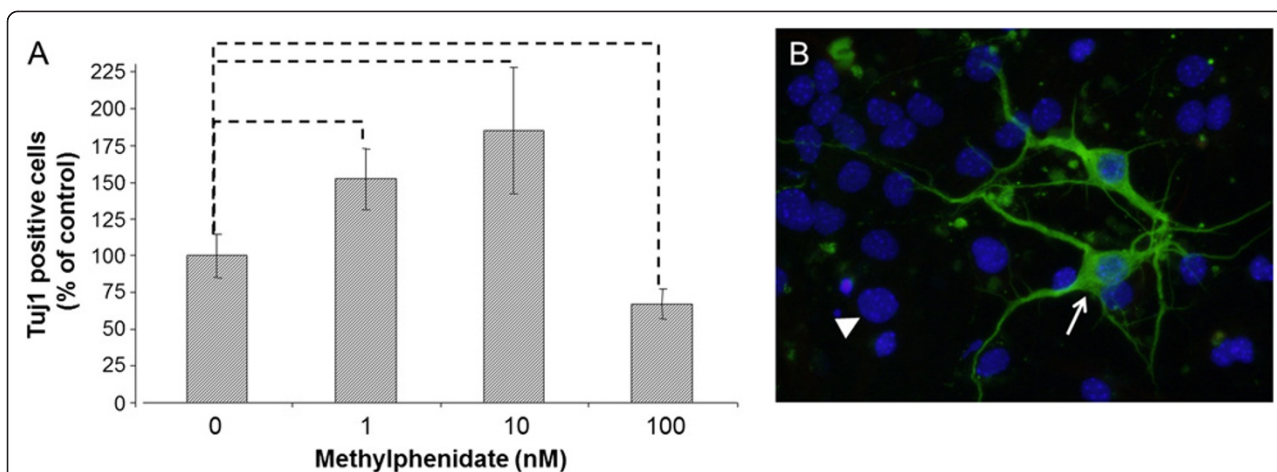 A
Tuj1 positive cells
(% of control)
225
200
175
150
125
100
75
50
25
0
0 1 10 100
Methylphenidate (nM)
B